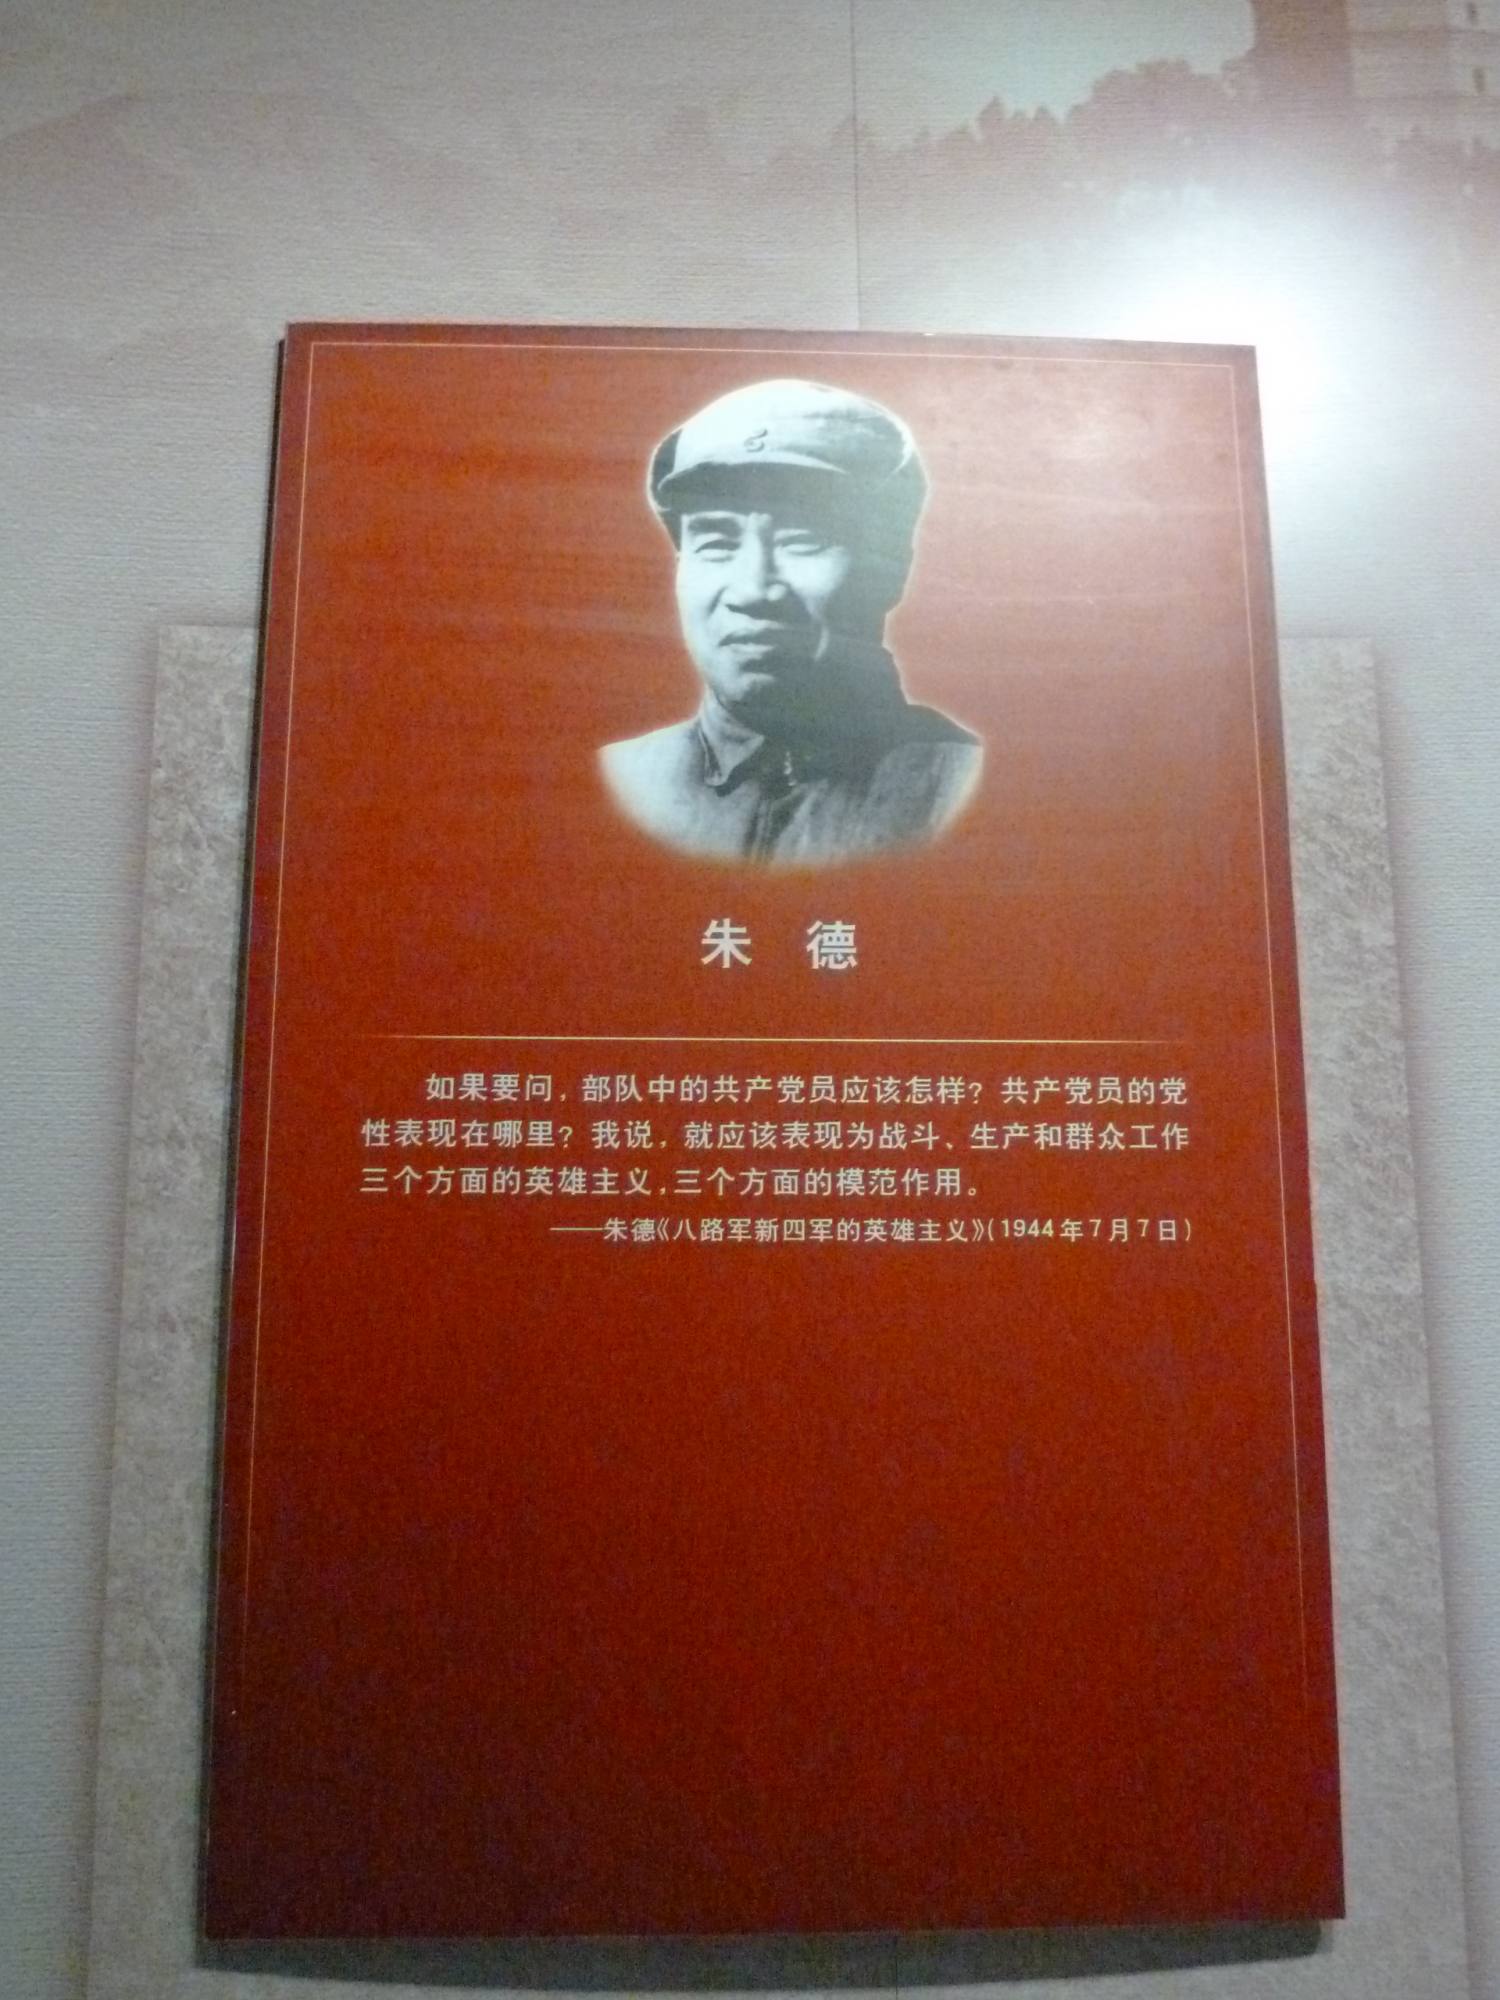 朱 德
如果要问，部队中的共产党员应该怎样？共产党员的党
性表现在哪里？我说，就应该表现为战斗、生产和群众工作
三个方面的英雄主义，三个方面的模范作用。
——朱德《八路军新四军的英雄主义》(1944年7月7日)